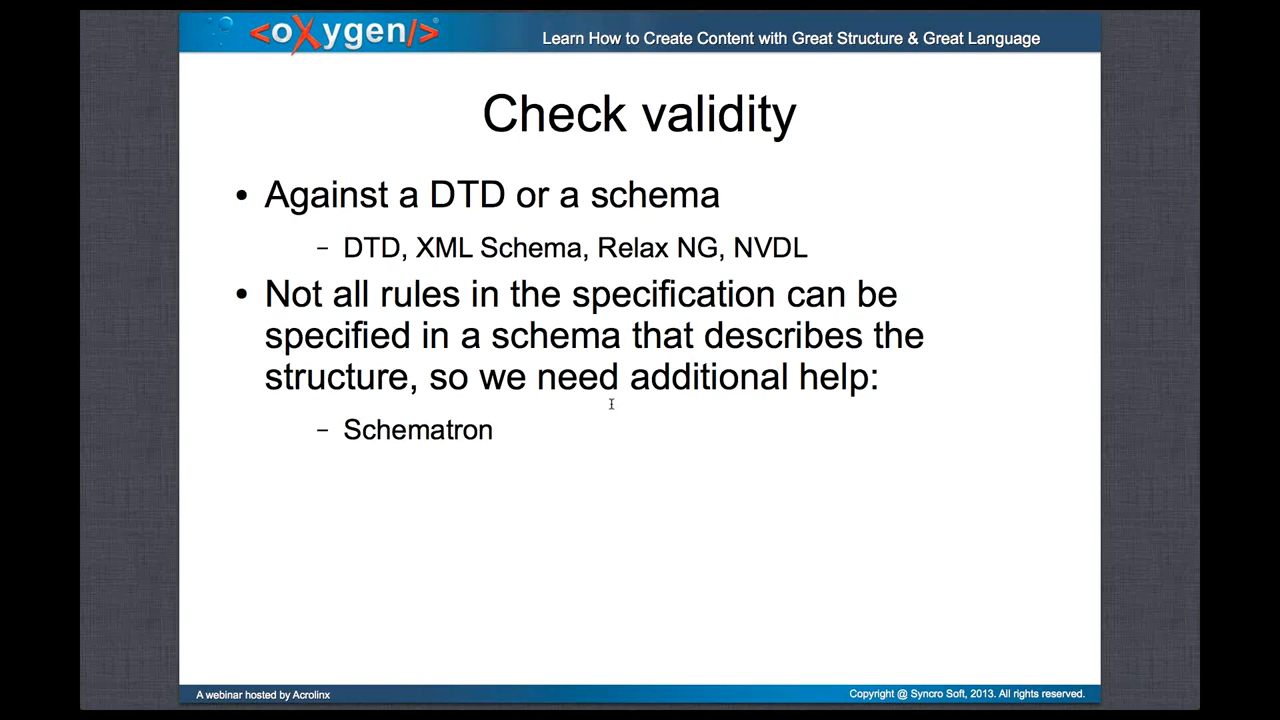 <oXygen/>®
Learn How to Create Content with Great Structure & Great Language
Check validity
• Against a DTD or a schema
– DTD, XML Schema, Relax NG, NVDL
• Not all rules in the specification can be
specified in a schema that describes the
structure, so we need additional help:
– Schematron
A webinar hosted by Acrolinx
Copyright @ Syncro Soft, 2013. All rights reserved.